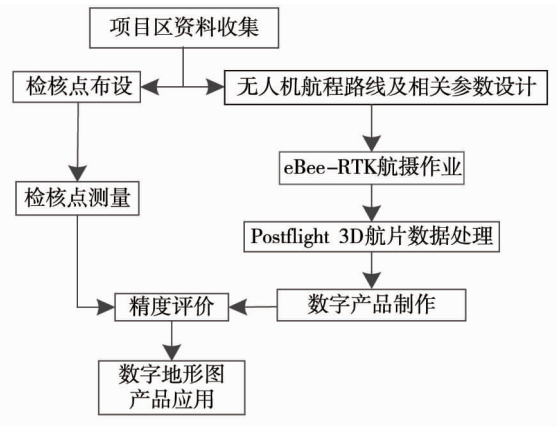 项目区资料收集
检核点布设
无人机航程路线及相关参数设计
eBee-RTK航摄作业
检核点测量
Postflight 3D航片数据处理
精度评价
数字产品制作
数字地形图
产品应用